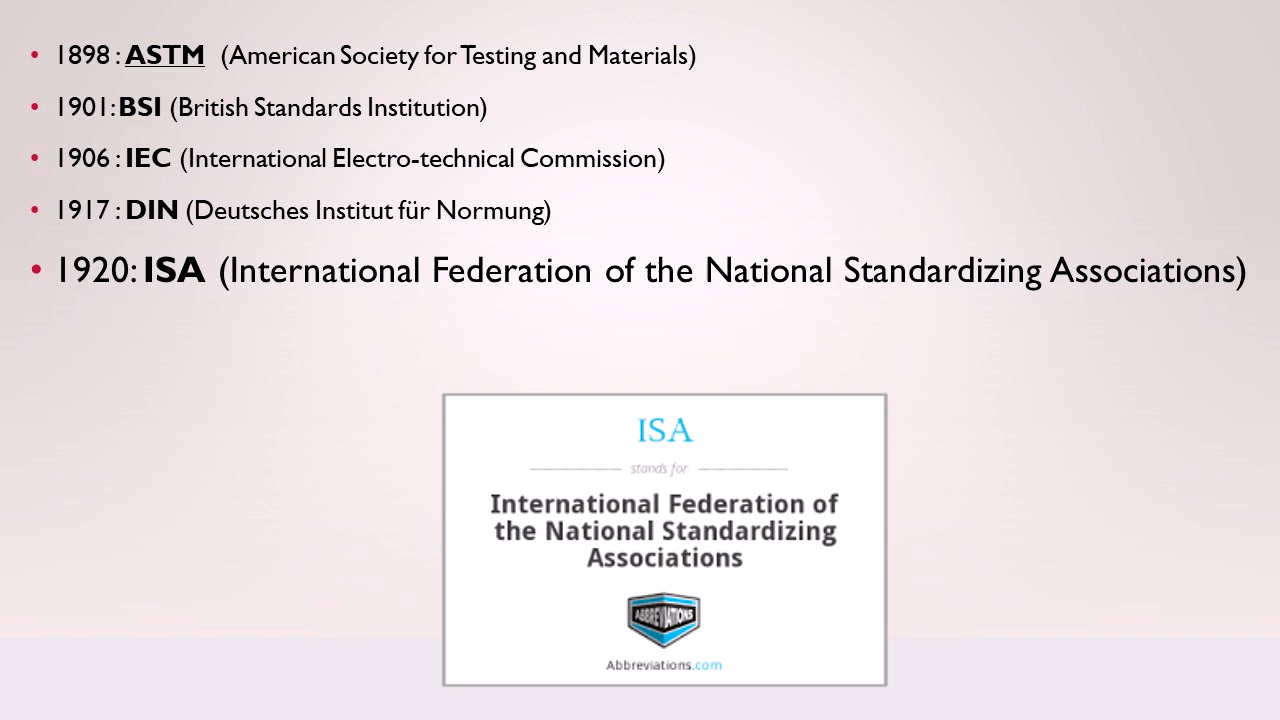 • 1898 : ASTM (American Society for Testing and Materials)
• 1901: BSI (British Standards Institution)
• 1906 : IEC (International Electro-technical Commission)
• 1917 : DIN (Deutsches Institut für Normung)
• 1920: ISA (International Federation of the National Standardizing Associations)
ISA
stands for
International Federation of
the National Standardizing
Associations
ABBREVIATIONS
Abbreviations.com